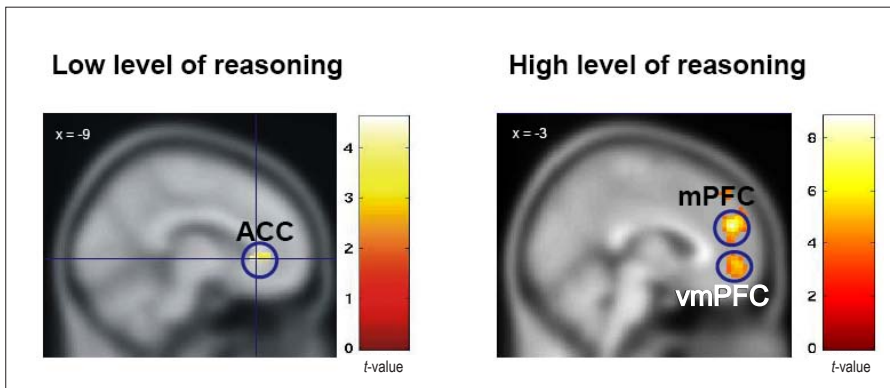 Low level of reasoning
x = -9
ACC
4
3
2
1
0
t-value
High level of reasoning
x = -3
mPFC
vmPFC
8
6
4
2
0
t-value